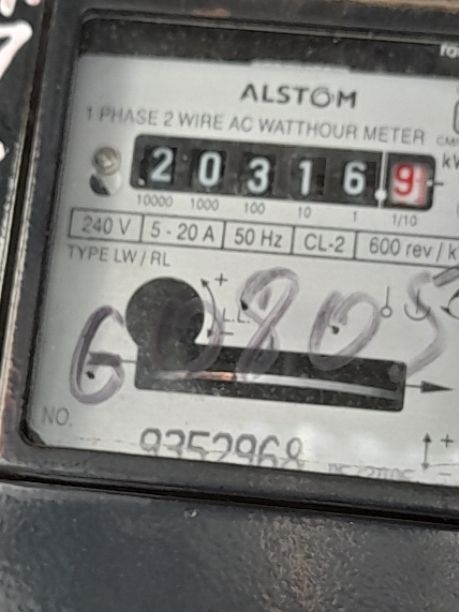 ALSTOM
1 PHASE 2 WIRE AC WATTHOUR METER
2 0 3 1 6 9
10000 1000 100 10 1 1/10
240 V 5 - 20 A 50 Hz CL-2 600 rev / k
TYPE LW / RL
+
L.L.
-
G0805
NO.
9352968
+
-